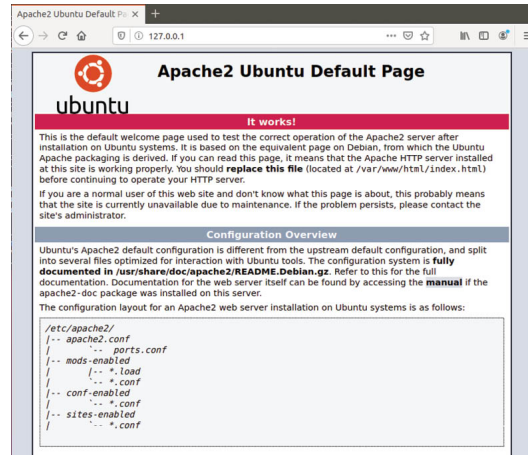 Apache2 Ubuntu Default Pa
127.0.0.1
ubuntu
Apache2 Ubuntu Default Page
It works!
This is the default welcome page used to test the correct operation of the Apache2 server after
installation on Ubuntu systems. It is based on the equivalent page on Debian, from which the Ubuntu
Apache packaging is derived. If you can read this page, it means that the Apache HTTP server installed
at this site is working properly. You should replace this file (located at /var/www/html/index.html)
before continuing to operate your HTTP server.
If you are a normal user of this web site and don't know what this page is about, this probably means
that the site is currently unavailable due to maintenance. If the problem persists, please contact the
site's administrator.
Configuration Overview
Ubuntu's Apache2 default configuration is different from the upstream default configuration, and split
into several files optimized for interaction with Ubuntu tools. The configuration system is fully
documented in /usr/share/doc/apache2/README.Debian.gz. Refer to this for the full
documentation. Documentation for the web server itself can be found by accessing the manual if the
apache2-doc package was installed on this server.
The configuration layout for an Apache2 web server installation on Ubuntu systems is as follows:
/etc/apache2/
|-- apache2.conf
|       `--  ports.conf
|-- mods-enabled
|       |-- *.load
|       `-- *.conf
|-- conf-enabled
|       `-- *.conf
|-- sites-enabled
|       `-- *.conf